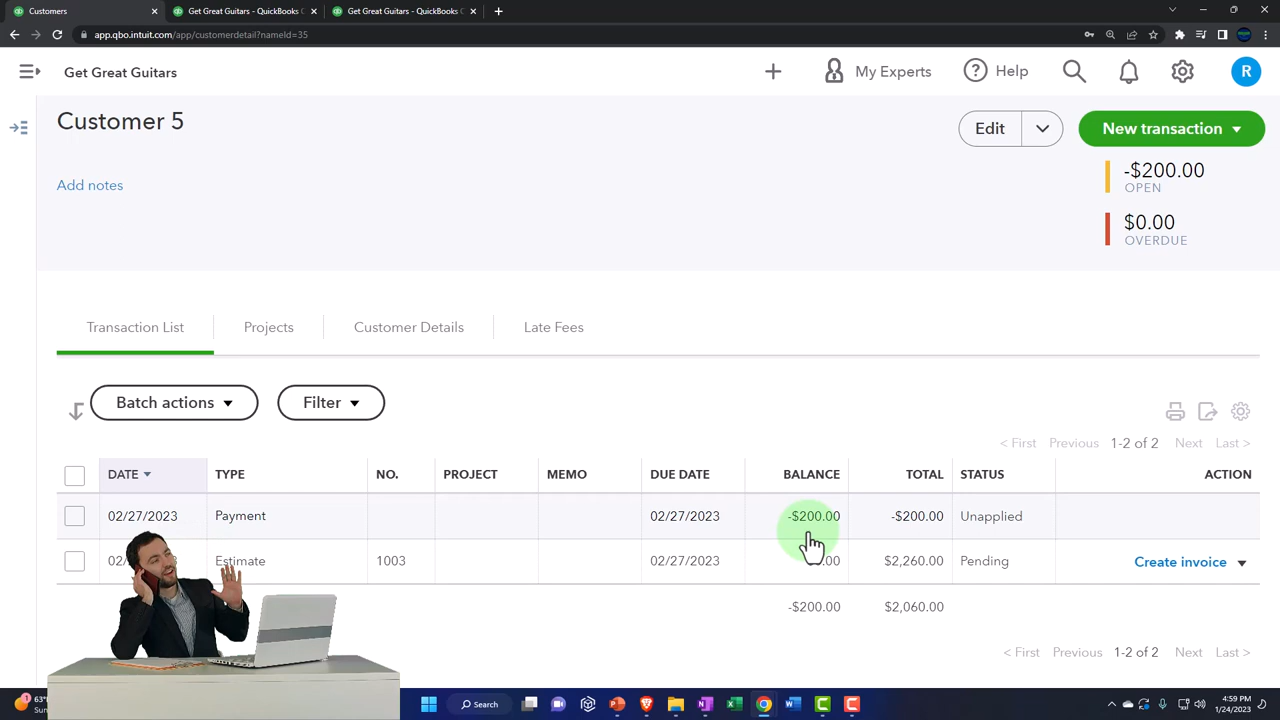 Customers
Get Great Guitars - QuickBooks C
Get Great Guitars - QuickBooks C
app.qbo.intuit.com/app/customerdetail?nameId=35
Get Great Guitars
My Experts
Help
R
Customer 5
Edit
New transaction
Add notes
-$200.00
OPEN
$0.00
OVERDUE
Transaction List
Projects
Customer Details
Late Fees
Batch actions
Filter
< First Previous 1-2 of 2 Next Last >
DATE TYPE NO. PROJECT MEMO DUE DATE BALANCE TOTAL STATUS ACTION
02/27/2023 Payment 02/27/2023 -$200.00 -$200.00 Unapplied
Estimate 1003 02/27/2023 $2,260.00 Pending Create invoice
-$200.00 $2,060.00
< First Previous 1-2 of 2 Next Last >
Search
4:59 PM
1/24/2023